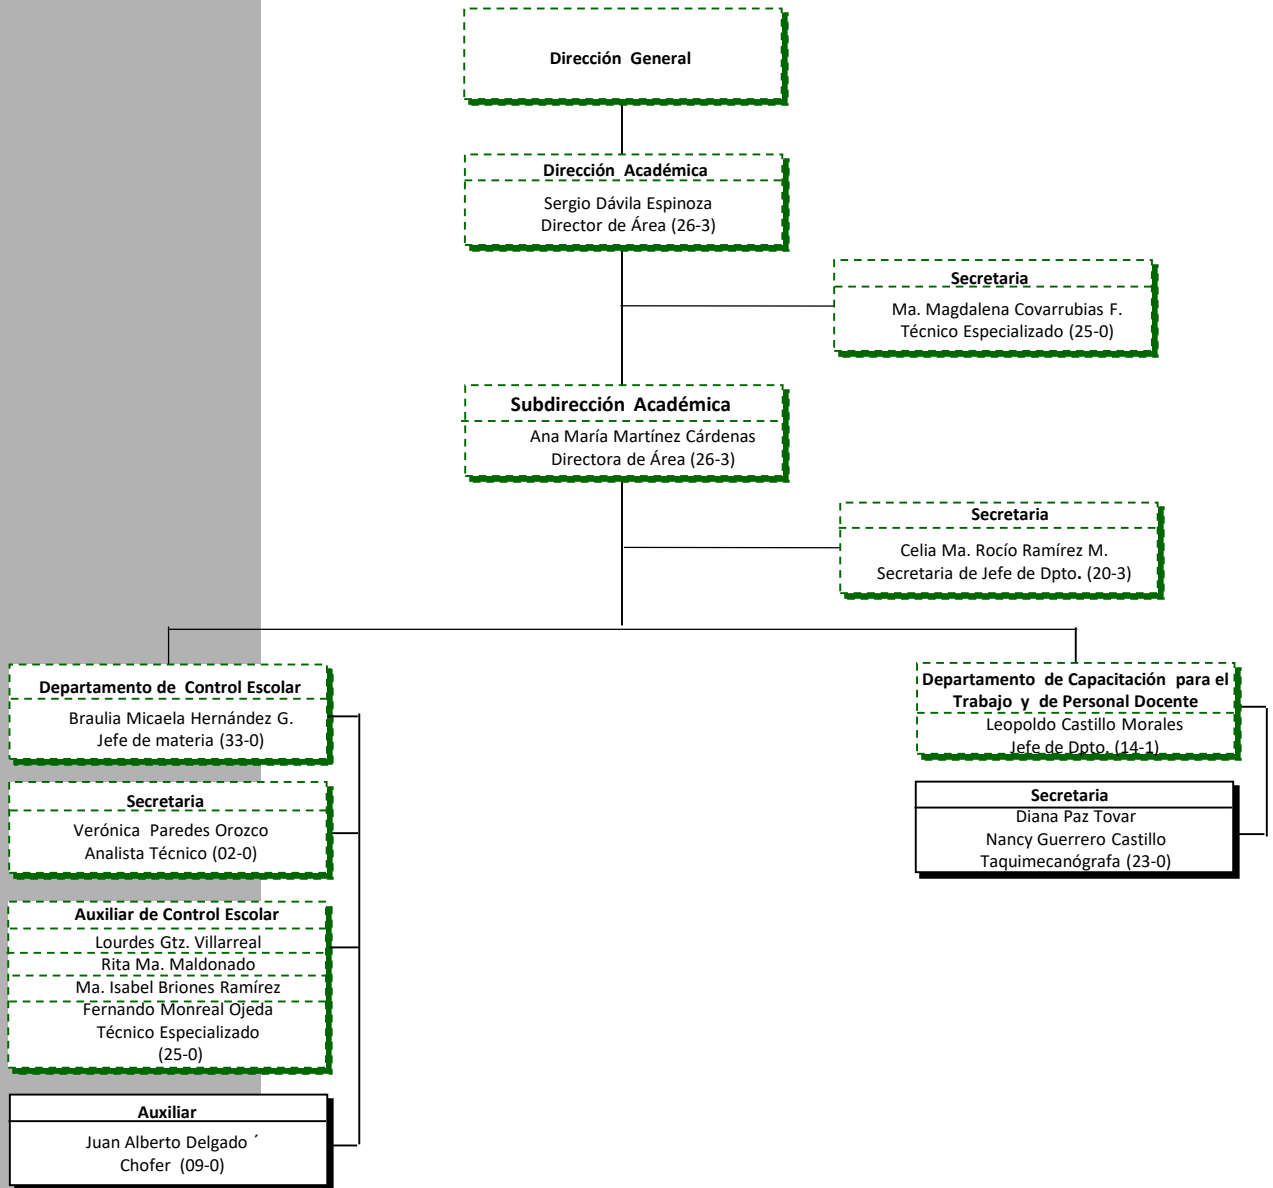 Dirección General
Dirección Académica
Sergio Dávila Espinoza
Director de Área (26-3)
Secretaria
Ma. Magdalena Covarrubias F.
Técnico Especializado (25-0)
Subdirección Académica
Ana María Martínez Cárdenas
Directora de Área (26-3)
Secretaria
Celia Ma. Rocío Ramírez M.
Secretaria de Jefe de Dpto. (20-3)
Departamento de Control Escolar
Braulia Micaela Hernández G.
Jefe de materia (33-0)
Secretaria
Verónica Paredes Orozco
Analista Técnico (02-0)
Auxiliar de Control Escolar
Lourdes Gtz. Villarreal
Rita Ma. Maldonado
Ma. Isabel Briones Ramírez
Fernando Monreal Ojeda
Técnico Especializado
(25-0)
Auxiliar
Juan Alberto Delgado ´
Chofer (09-0)
Departamento de Capacitación para el
Trabajo y de Personal Docente
Leopoldo Castillo Morales
Jefe de Dpto. (14-1)
Secretaria
Diana Paz Tovar
Nancy Guerrero Castillo
Taquimecanógrafa (23-0)